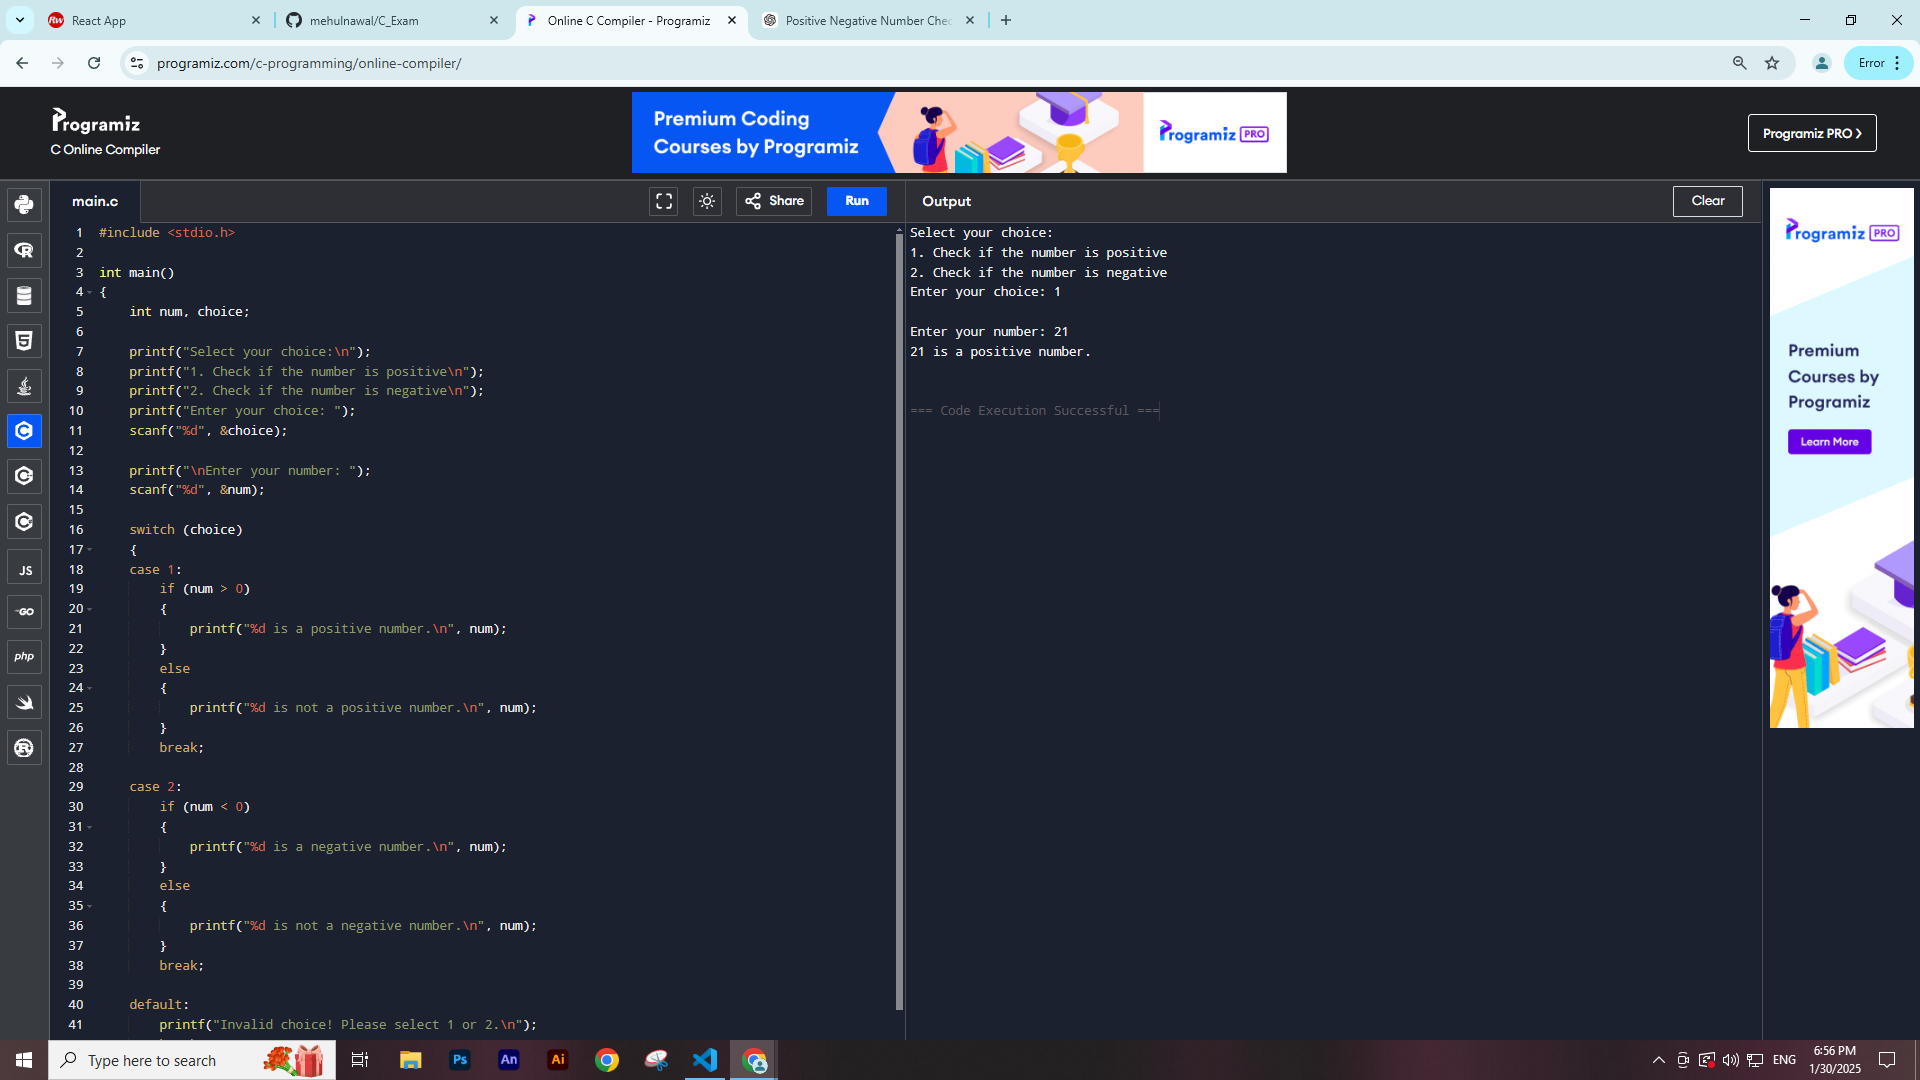 React App
mehulnawal/C_Exam
Online C Compiler - Programiz
Positive Negative Number Chec
programiz.com/c-programming/online-compiler/
Error
Programiz
C Online Compiler
Premium Coding
Courses by Programiz
Programiz PRO
Programiz PRO >
main.c
Share
Run
Output
Clear
1 #include <stdio.h>
2
3 int main()
4 {
5     int num, choice;
6
7     printf("Select your choice:\n");
8     printf("1. Check if the number is positive\n");
9     printf("2. Check if the number is negative\n");
10     printf("Enter your choice: ");
11     scanf("%d", &choice);
12
13     printf("\nEnter your number: ");
14     scanf("%d", &num);
15
16     switch (choice)
17     {
18     case 1:
19         if (num > 0)
20         {
21             printf("%d is a positive number.\n", num);
22         }
23         else
24         {
25             printf("%d is not a positive number.\n", num);
26         }
27         break;
28
29     case 2:
30         if (num < 0)
31         {
32             printf("%d is a negative number.\n", num);
33         }
34         else
35         {
36             printf("%d is not a negative number.\n", num);
37         }
38         break;
39
40     default:
41         printf("Invalid choice! Please select 1 or 2.\n");
Select your choice:
1. Check if the number is positive
2. Check if the number is negative
Enter your choice: 1
Enter your number: 21
21 is a positive number.
=== Code Execution Successful ===
Programiz PRO
Premium
Courses by
Programiz
Learn More
JS
GO
php
Type here to search
Ps
An
Ai
ENG
6:56 PM
1/30/2025